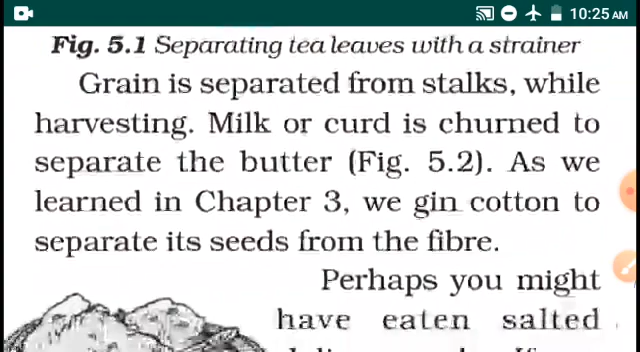 10:25 AM
Fig. 5.1 Separating tea leaves with a strainer
Grain is separated from stalks, while
harvesting. Milk or curd is churned to
separate the butter (Fig. 5.2). As we
learned in Chapter 3, we gin cotton to
separate its seeds from the fibre.
Perhaps you might
have eaten salted